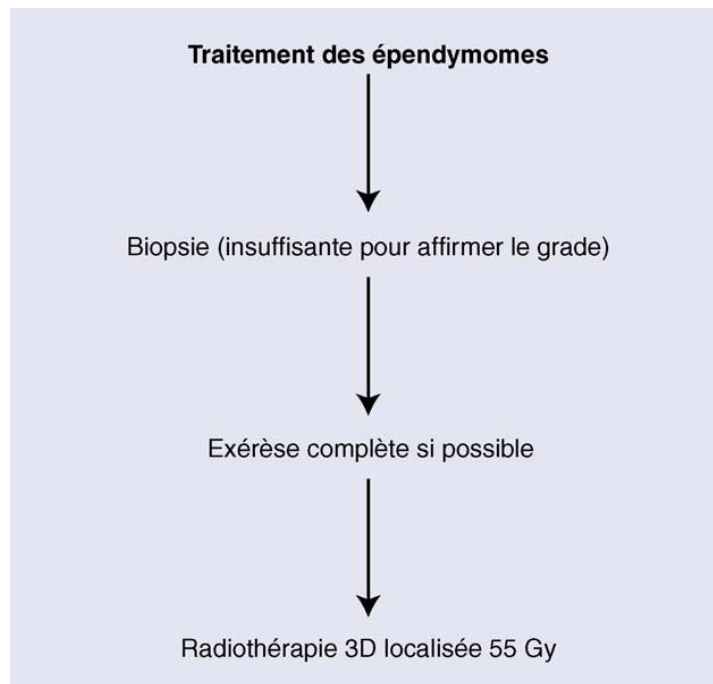 Traitement des épendymomes
Biopsie (insuffisante pour affirmer le grade)
Exérèse complète si possible
Radiothérapie 3D localisée 55 Gy